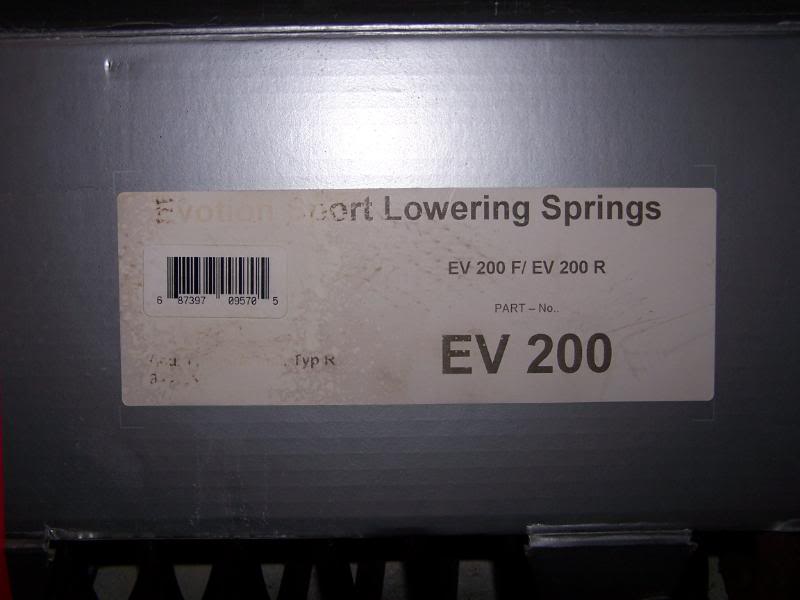 Evotion Sport Lowering Springs
EV 200 F/ EV 200 R
6 87397 09570 5
PART – No..
EV 200
Typ R